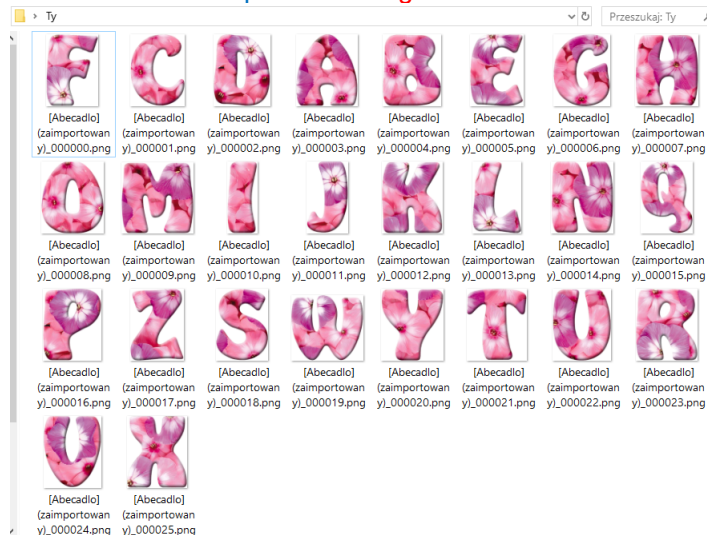 Ty
Przeszukaj: Ty
F C D A B E G H
[Abecadlo] [Abecadlo] [Abecadlo] [Abecadlo] [Abecadlo] [Abecadlo] [Abecadlo] [Abecadlo]
(zaimportowan (zaimportowan (zaimportowan (zaimportowan (zaimportowan (zaimportowan (zaimportowan (zaimportowan
y)_000000.png y)_000001.png y)_000002.png y)_000003.png y)_000004.png y)_000005.png y)_000006.png y)_000007.png
O M I J K L N Q
[Abecadlo] [Abecadlo] [Abecadlo] [Abecadlo] [Abecadlo] [Abecadlo] [Abecadlo] [Abecadlo]
(zaimportowan (zaimportowan (zaimportowan (zaimportowan (zaimportowan (zaimportowan (zaimportowan (zaimportowan
y)_000008.png y)_000009.png y)_000010.png y)_000011.png y)_000012.png y)_000013.png y)_000014.png y)_000015.png
P Z S W Y T U R
[Abecadlo] [Abecadlo] [Abecadlo] [Abecadlo] [Abecadlo] [Abecadlo] [Abecadlo] [Abecadlo]
(zaimportowan (zaimportowan (zaimportowan (zaimportowan (zaimportowan (zaimportowan (zaimportowan (zaimportowan
y)_000016.png y)_000017.png y)_000018.png y)_000019.png y)_000020.png y)_000021.png y)_000022.png y)_000023.png
V X
[Abecadlo] [Abecadlo]
(zaimportowan (zaimportowan
y)_000024.png y)_000025.png